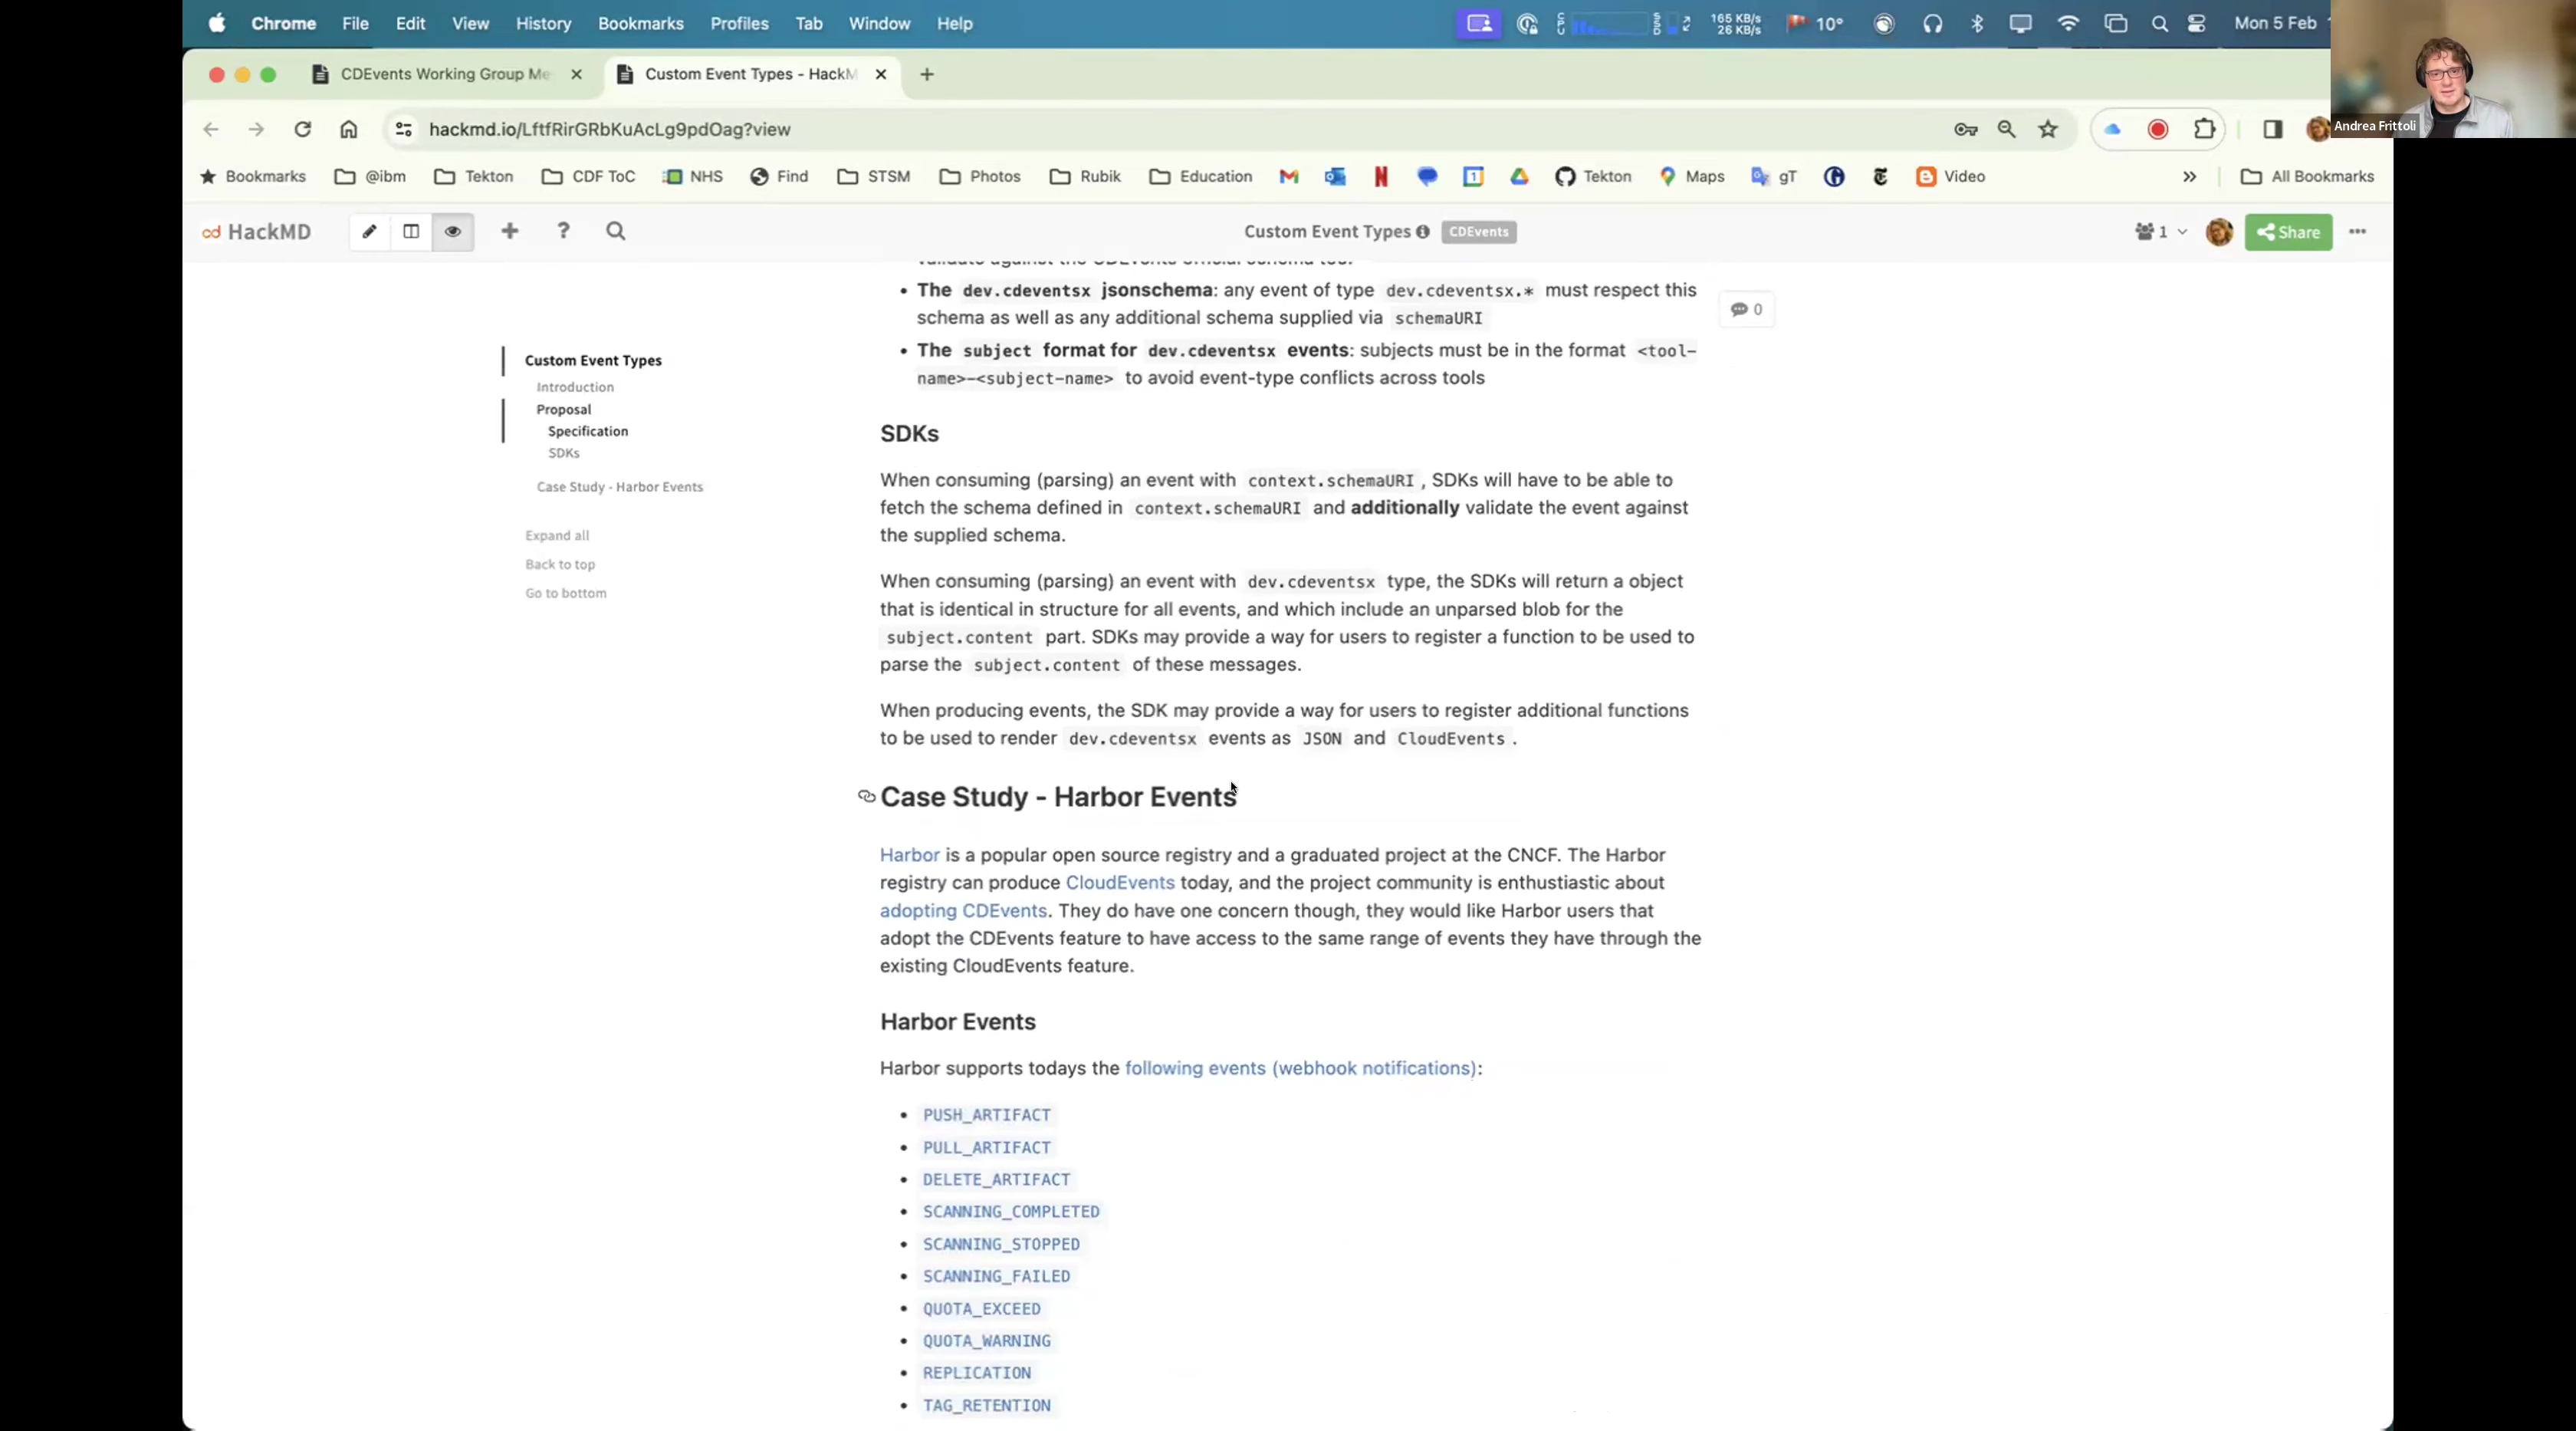 Chrome File Edit View History Bookmarks Profiles Tab Window Help
165 KB/s
26 KB/s
10°
Mon 5 Feb
CDEvents Working Group Me
Custom Event Types - HackM
hackmd.io/LftfRirGRbKuAcLg9pdOag?view
Andrea Frittoli
Bookmarks @ibm Tekton CDF ToC NHS Find STSM Photos Rubik Education Tekton Maps gT Video » All Bookmarks
HackMD
Custom Event Types CDEvents
1
Share
Custom Event Types
Introduction
Proposal
Specification
SDKs
Case Study - Harbor Events
Expand all
Back to top
Go to bottom
• The dev.cdeventsx jsonschema: any event of type dev.cdeventsx.* must respect this
schema as well as any additional schema supplied via schemaURI
0
• The subject format for dev.cdeventsx events: subjects must be in the format <tool-
name>-<subject-name> to avoid event-type conflicts across tools
SDKs
When consuming (parsing) an event with context.schemaURI , SDKs will have to be able to
fetch the schema defined in context.schemaURI and additionally validate the event against
the supplied schema.
When consuming (parsing) an event with dev.cdeventsx type, the SDKs will return a object
that is identical in structure for all events, and which include an unparsed blob for the
subject.content part. SDKs may provide a way for users to register a function to be used to
parse the subject.content of these messages.
When producing events, the SDK may provide a way for users to register additional functions
to be used to render dev.cdeventsx events as JSON and CloudEvents .
Case Study - Harbor Events
Harbor is a popular open source registry and a graduated project at the CNCF. The Harbor
registry can produce CloudEvents today, and the project community is enthustiastic about
adopting CDEvents. They do have one concern though, they would like Harbor users that
adopt the CDEvents feature to have access to the same range of events they have through the
existing CloudEvents feature.
Harbor Events
Harbor supports todays the following events (webhook notifications):
• PUSH_ARTIFACT
• PULL_ARTIFACT
• DELETE_ARTIFACT
• SCANNING_COMPLETED
• SCANNING_STOPPED
• SCANNING_FAILED
• QUOTA_EXCEED
• QUOTA_WARNING
• REPLICATION
• TAG_RETENTION